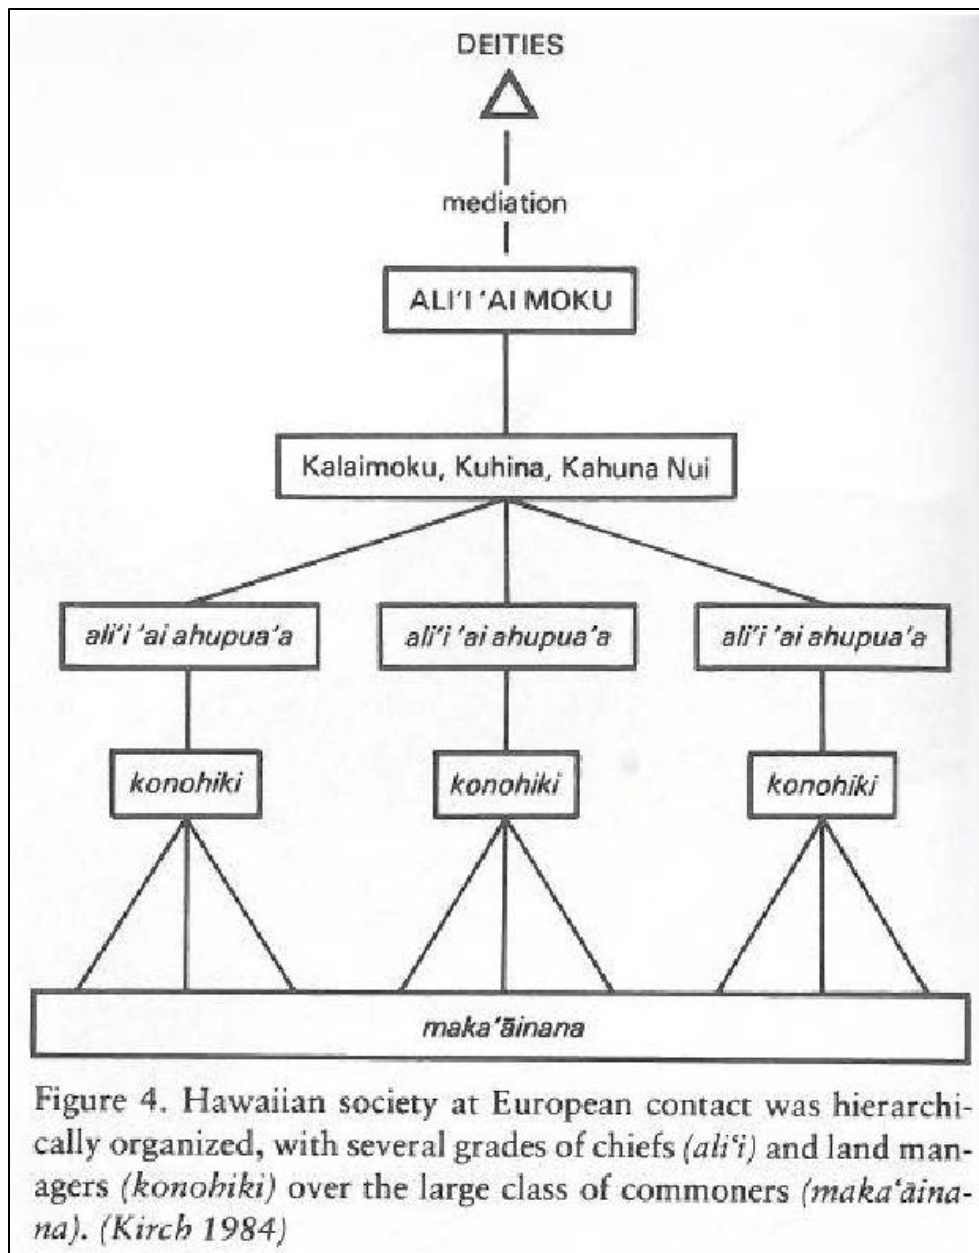 DEITIES
mediation
ALI'I 'AI MOKU
Kalaimoku, Kuhina, Kahuna Nui
ali'i 'ai ahupua'a ali'i 'ai ahupua'a ali'i 'ai ahupua'a
konohiki konohiki konohiki
maka'āinana
Figure 4. Hawaiian society at European contact was hierarchi-
cally organized, with several grades of chiefs (ali‘i) and land man-
agers (konohiki) over the large class of commoners (maka‘āina-
na). (Kirch 1984)